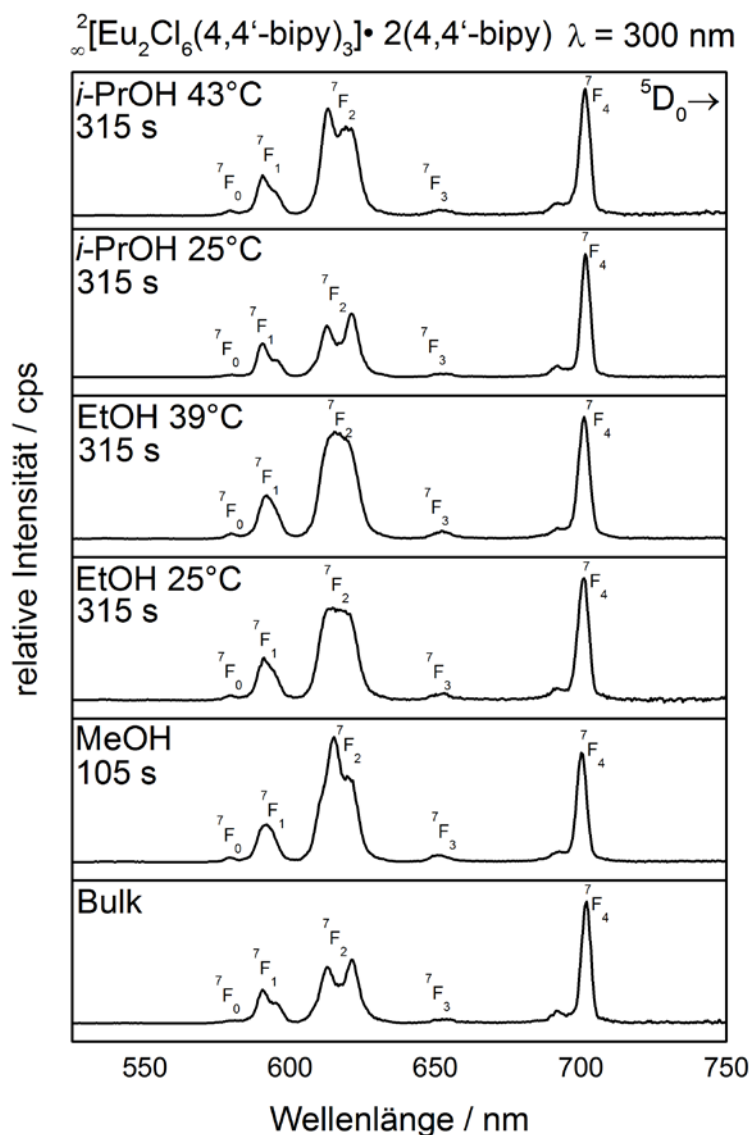 ²∞[Eu₂Cl₆(4,4‘-bipy)₃]• 2(4,4‘-bipy) λ = 300 nm
relative Intensität / cps
i-PrOH 43°C
315 s
⁵D₀→
⁷F₀
⁷F₁
⁷F₂
⁷F₃
⁷F₄
i-PrOH 25°C
315 s
⁷F₀
⁷F₁
⁷F₂
⁷F₃
⁷F₄
EtOH 39°C
315 s
⁷F₀
⁷F₁
⁷F₂
⁷F₃
⁷F₄
EtOH 25°C
315 s
⁷F₀
⁷F₁
⁷F₂
⁷F₃
⁷F₄
MeOH
105 s
⁷F₀
⁷F₁
⁷F₂
⁷F₃
⁷F₄
Bulk
⁷F₀
⁷F₁
⁷F₂
⁷F₃
⁷F₄
550 600 650 700 750
Wellenlänge / nm